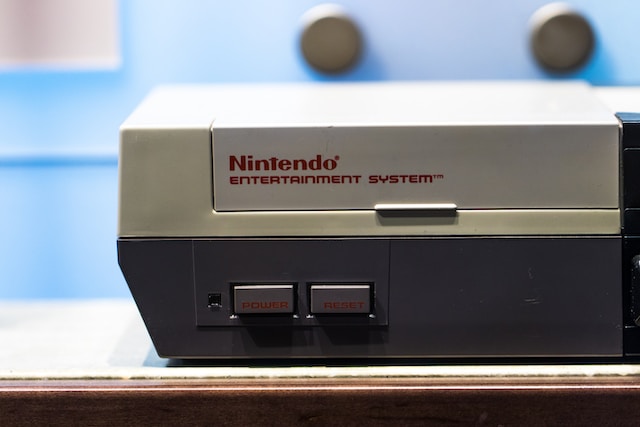 Nintendo®
ENTERTAINMENT SYSTEM™
POWER RESET